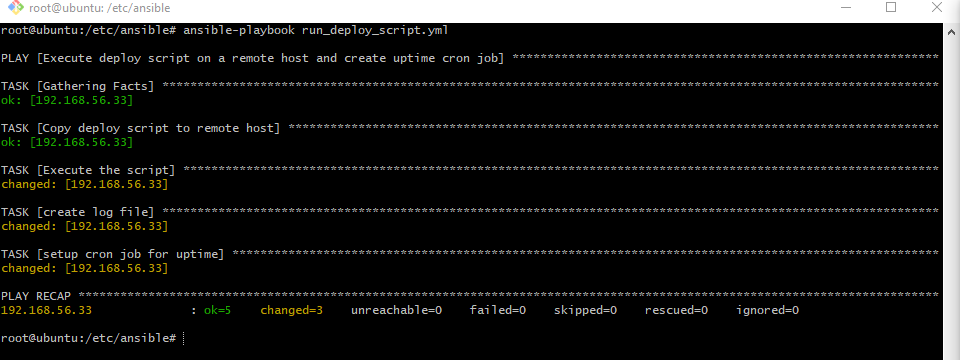 root@ubuntu: /etc/ansible
root@ubuntu:/etc/ansible# ansible-playbook run_deploy_script.yml
PLAY [Execute deploy script on a remote host and create uptime cron job] *************************************************************
TASK [Gathering Facts] ***************************************************************************************************************
ok: [192.168.56.33]
TASK [Copy deploy script to remote host] *********************************************************************************************
ok: [192.168.56.33]
TASK [Execute the script] ************************************************************************************************************
changed: [192.168.56.33]
TASK [create log file] ***************************************************************************************************************
changed: [192.168.56.33]
TASK [setup cron job for uptime] *****************************************************************************************************
changed: [192.168.56.33]
PLAY RECAP ***************************************************************************************************************************
192.168.56.33              : ok=5    changed=3    unreachable=0    failed=0    skipped=0    rescued=0    ignored=0
root@ubuntu:/etc/ansible#